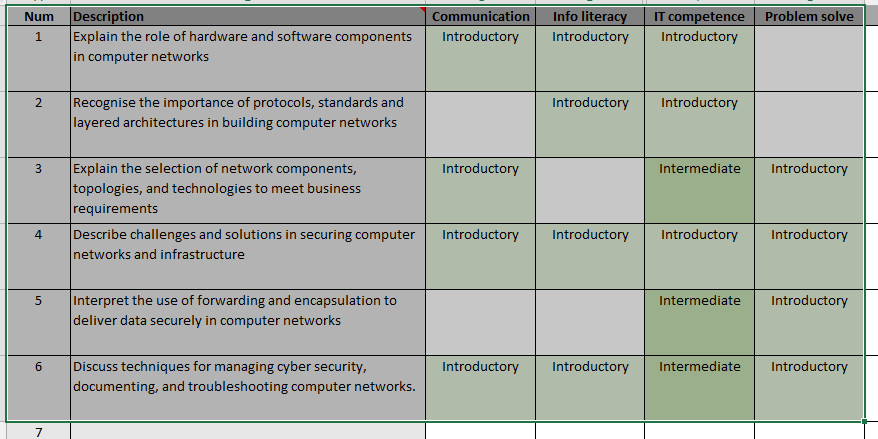 Num Description Communication Info literacy IT competence Problem solve
1 Explain the role of hardware and software components Introductory Introductory Introductory
in computer networks
2 Recognise the importance of protocols, standards and Introductory Introductory
layered architectures in building computer networks
3 Explain the selection of network components, Introductory Intermediate Introductory
topologies, and technologies to meet business
requirements
4 Describe challenges and solutions in securing computer Introductory Introductory Introductory Introductory
networks and infrastructure
5 Interpret the use of forwarding and encapsulation to Intermediate Introductory
deliver data securely in computer networks
6 Discuss techniques for managing cyber security, Introductory Introductory Intermediate Introductory
documenting, and troubleshooting computer networks.
7